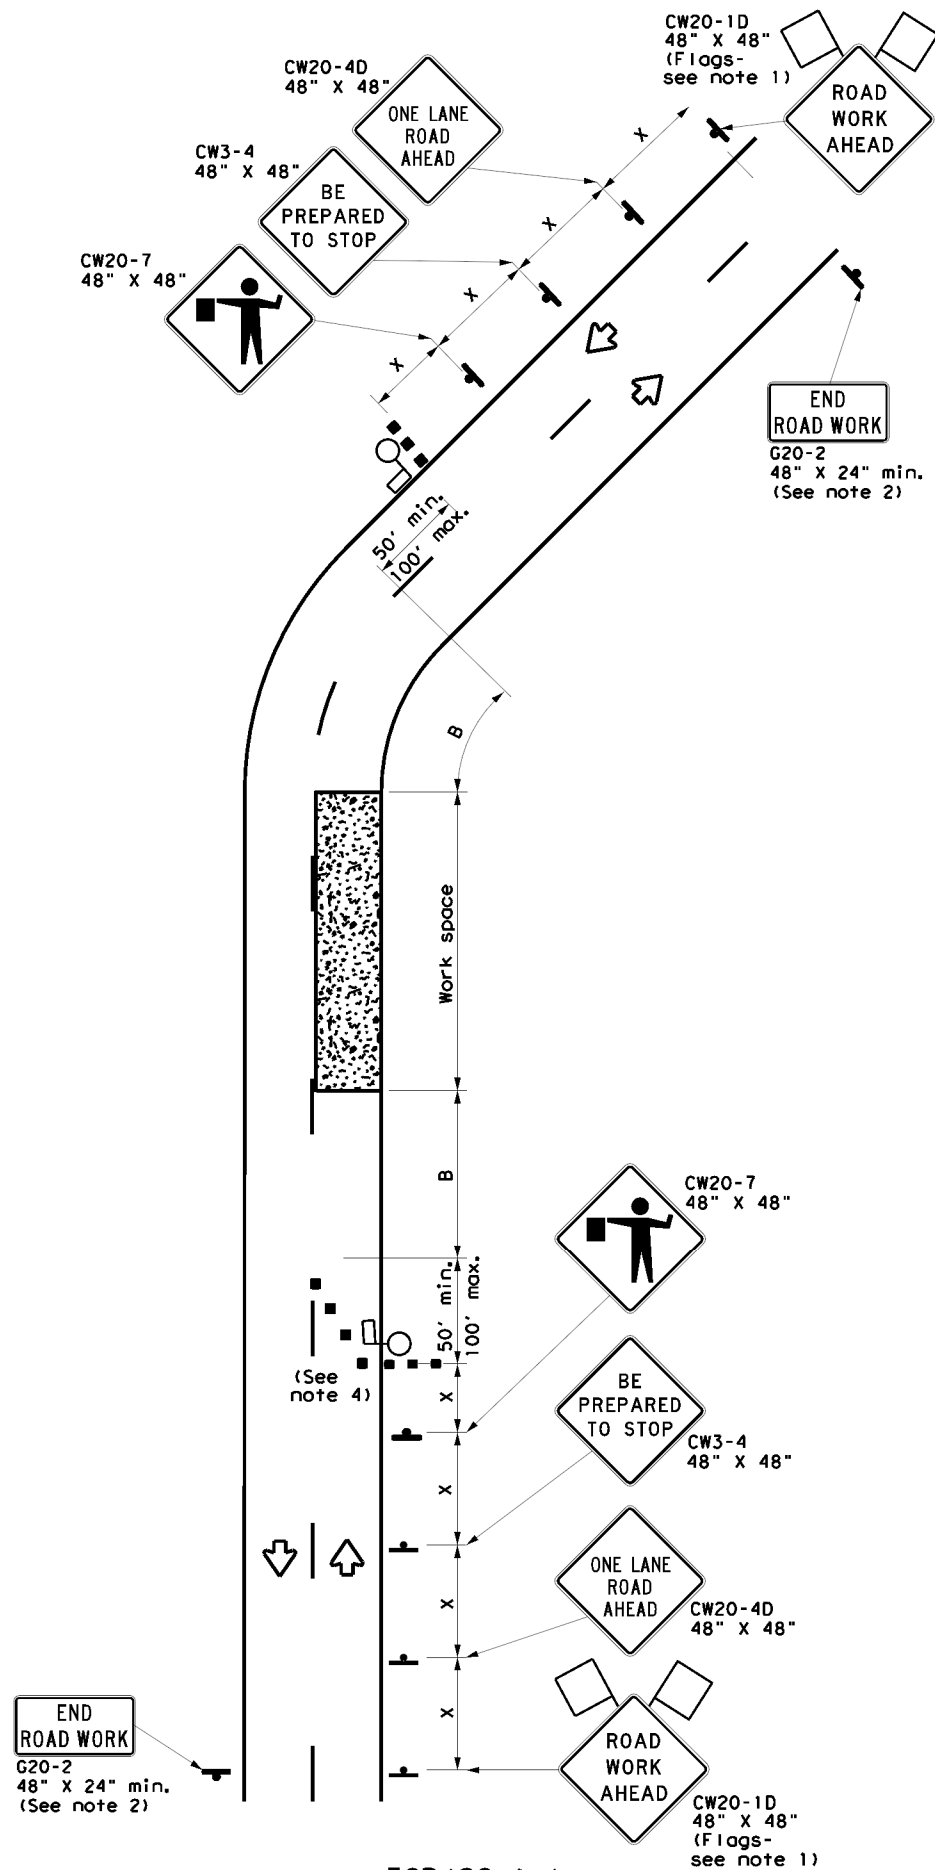 CW20-1D
48" X 48"
(Flags-
see note 1)
ROAD
WORK
AHEAD
CW20-4D
48" X 48"
ONE LANE
ROAD
AHEAD
X
CW3-4
48" X 48"
BE
PREPARED
TO STOP
X
CW20-7
48" X 48"
X
X
END
ROAD WORK
G20-2
48" X 24" min.
(See note 2)
50' min.
100' max.
B
Work space
B
CW20-7
48" X 48"
50' min.
100' max.
(See
note 4)
X
BE
PREPARED
TO STOP
CW3-4
48" X 48"
X
ONE LANE
ROAD
AHEAD
CW20-4D
48" X 48"
X
X
END
ROAD WORK
G20-2
48" X 24" min.
(See note 2)
ROAD
WORK
AHEAD
CW20-1D
48" X 48"
(Flags-
see note 1)